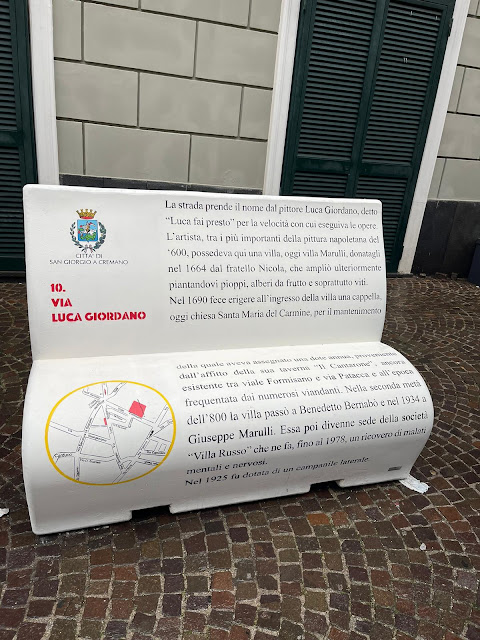 CITTA' DI
SAN GIORGIO A CREMANO
10.
VIA
LUCA GIORDANO
La strada prende il nome dal pittore Luca Giordano, detto
“Luca fai presto” per la velocità con cui eseguiva le opere.
L’artista, tra i più importanti della pittura napoletana del
‘600, possedeva qui una villa, oggi villa Marulli, donatagli
nel 1664 dal fratello Nicola, che ampliò ulteriormente
piantandovi pioppi, alberi da frutto e soprattutto viti.
Nel 1690 fece erigere all’ingresso della villa una cappella,
oggi chiesa Santa Maria del Carmine, per il mantenimento
della quale aveva assegnato una dote annua, proveniente
dall’affitto della sua taverna “Il Cantarone”, ancora
esistente tra viale Formisano e via Patacca e all’epoca
frequentata dai numerosi viandanti. Nella seconda metà
dell’800 la villa passò a Benedetto Bernabò e nel 1934 a
Giuseppe Marulli. Essa poi divenne sede della società
“Villa Russo” che ne fa, fino al 1978, un ricovero di malati
mentali e nervosi.
Nel 1925 fu dotata di un campanile laterale.